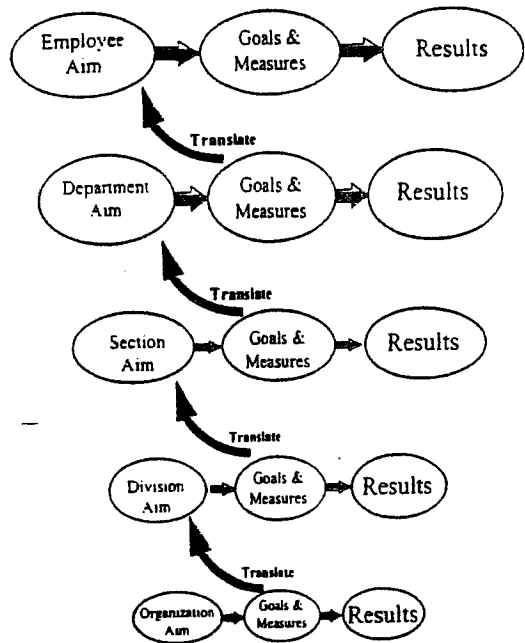 Employee
Aim
Goals &
Measures
Results
Translate
Department
Aim
Goals &
Measures
Results
Translate
Section
Aim
Goals &
Measures
Results
Translate
Division
Aim
Goals &
Measures
Results
Translate
Organization
Aim
Goals &
Measures
Results